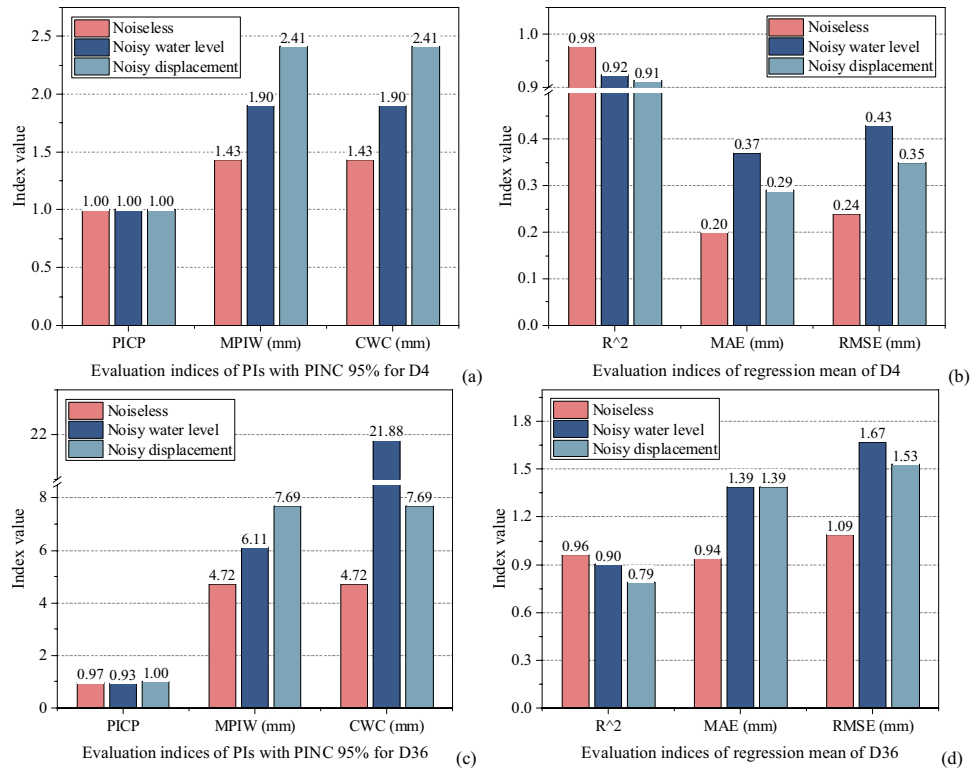 Noiseless
Noisy water level
Noisy displacement
Index value
2.5
2.0
1.5
1.0
0.5
0.0
1.00
1.00
1.00
1.43
1.90
2.41
1.43
1.90
2.41
PICP
MPIW (mm)
CWC (mm)
Evaluation indices of PIs with PINC 95% for D4
(a)
Noiseless
Noisy water level
Noisy displacement
Index value
1.0
0.9
0.4
0.3
0.2
0.1
0.0
0.98
0.92
0.91
0.20
0.37
0.29
0.24
0.43
0.35
R^2
MAE (mm)
RMSE (mm)
Evaluation indices of regression mean of D4
(b)
Noiseless
Noisy water level
Noisy displacement
Index value
22
8
6
4
2
0
0.97
0.93
1.00
4.72
6.11
7.69
4.72
21.88
7.69
PICP
MPIW (mm)
CWC (mm)
Evaluation indices of PIs with PINC 95% for D36
(c)
Noiseless
Noisy water level
Noisy displacement
Index value
1.8
1.5
1.2
0.9
0.6
0.3
0.0
0.96
0.90
0.79
0.94
1.39
1.39
1.09
1.67
1.53
R^2
MAE (mm)
RMSE (mm)
Evaluation indices of regression mean of D36
(d)